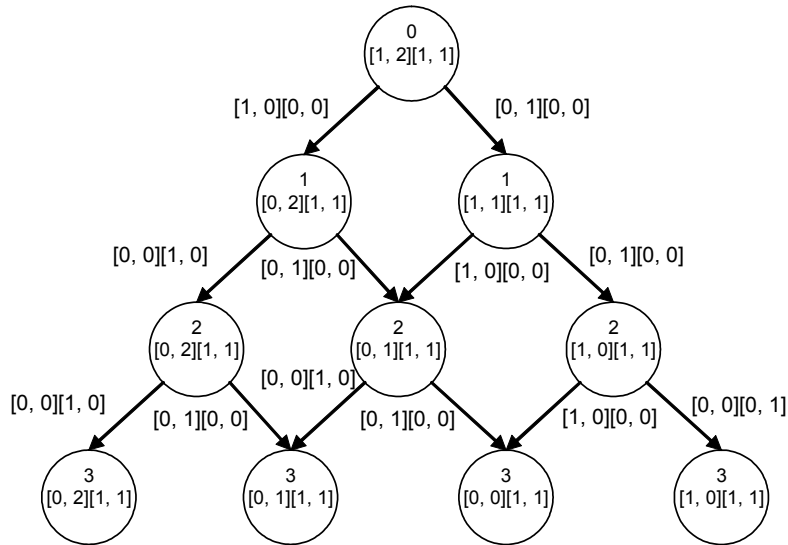 0
[1, 2][1, 1]
[1, 0][0, 0]
[0, 1][0, 0]
1
[0, 2][1, 1]
1
[1, 1][1, 1]
[0, 0][1, 0]
[0, 1][0, 0]
[1, 0][0, 0]
[0, 1][0, 0]
2
[0, 2][1, 1]
2
[0, 1][1, 1]
2
[1, 0][1, 1]
[0, 0][1, 0]
[0, 1][0, 0]
[0, 0][1, 0]
[0, 1][0, 0]
[1, 0][0, 0]
[0, 0][0, 1]
3
[0, 2][1, 1]
3
[0, 1][1, 1]
3
[0, 0][1, 1]
3
[1, 0][1, 1]